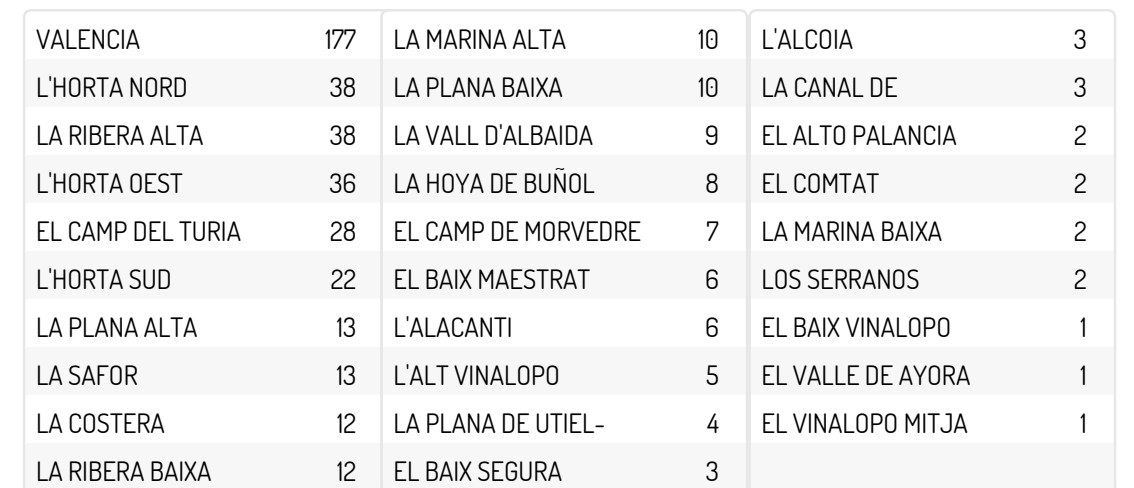 VALENCIA 177
L'HORTA NORD 38
LA RIBERA ALTA 38
L'HORTA OEST 36
EL CAMP DEL TURIA 28
L'HORTA SUD 22
LA PLANA ALTA 13
LA SAFOR 13
LA COSTERA 12
LA RIBERA BAIXA 12
LA MARINA ALTA 10
LA PLANA BAIXA 10
LA VALL D'ALBAIDA 9
LA HOYA DE BUÑOL 8
EL CAMP DE MORVEDRE 7
EL BAIX MAESTRAT 6
L'ALACANTI 6
L'ALT VINALOPO 5
LA PLANA DE UTIEL- 4
EL BAIX SEGURA 3
L'ALCOIA 3
LA CANAL DE 3
EL ALTO PALANCIA 2
EL COMTAT 2
LA MARINA BAIXA 2
LOS SERRANOS 2
EL BAIX VINALOPO 1
EL VALLE DE AYORA 1
EL VINALOPO MITJA 1